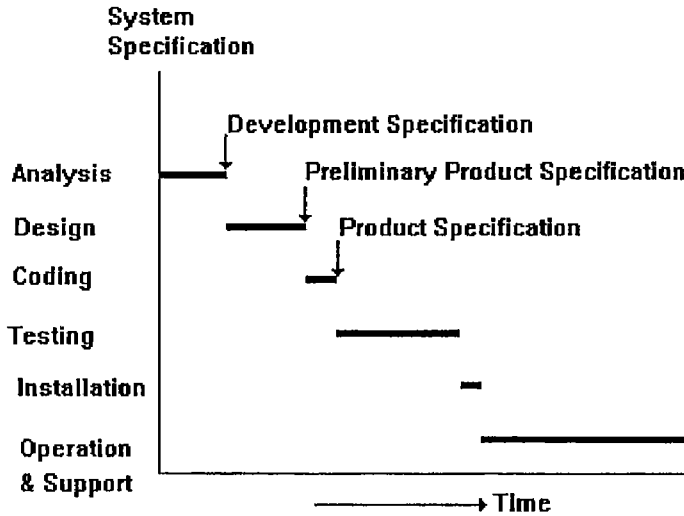 System
Specification
Development Specification
Analysis
Preliminary Product Specification
Design
Product Specification
Coding
Testing
Installation
Operation
& Support
Time